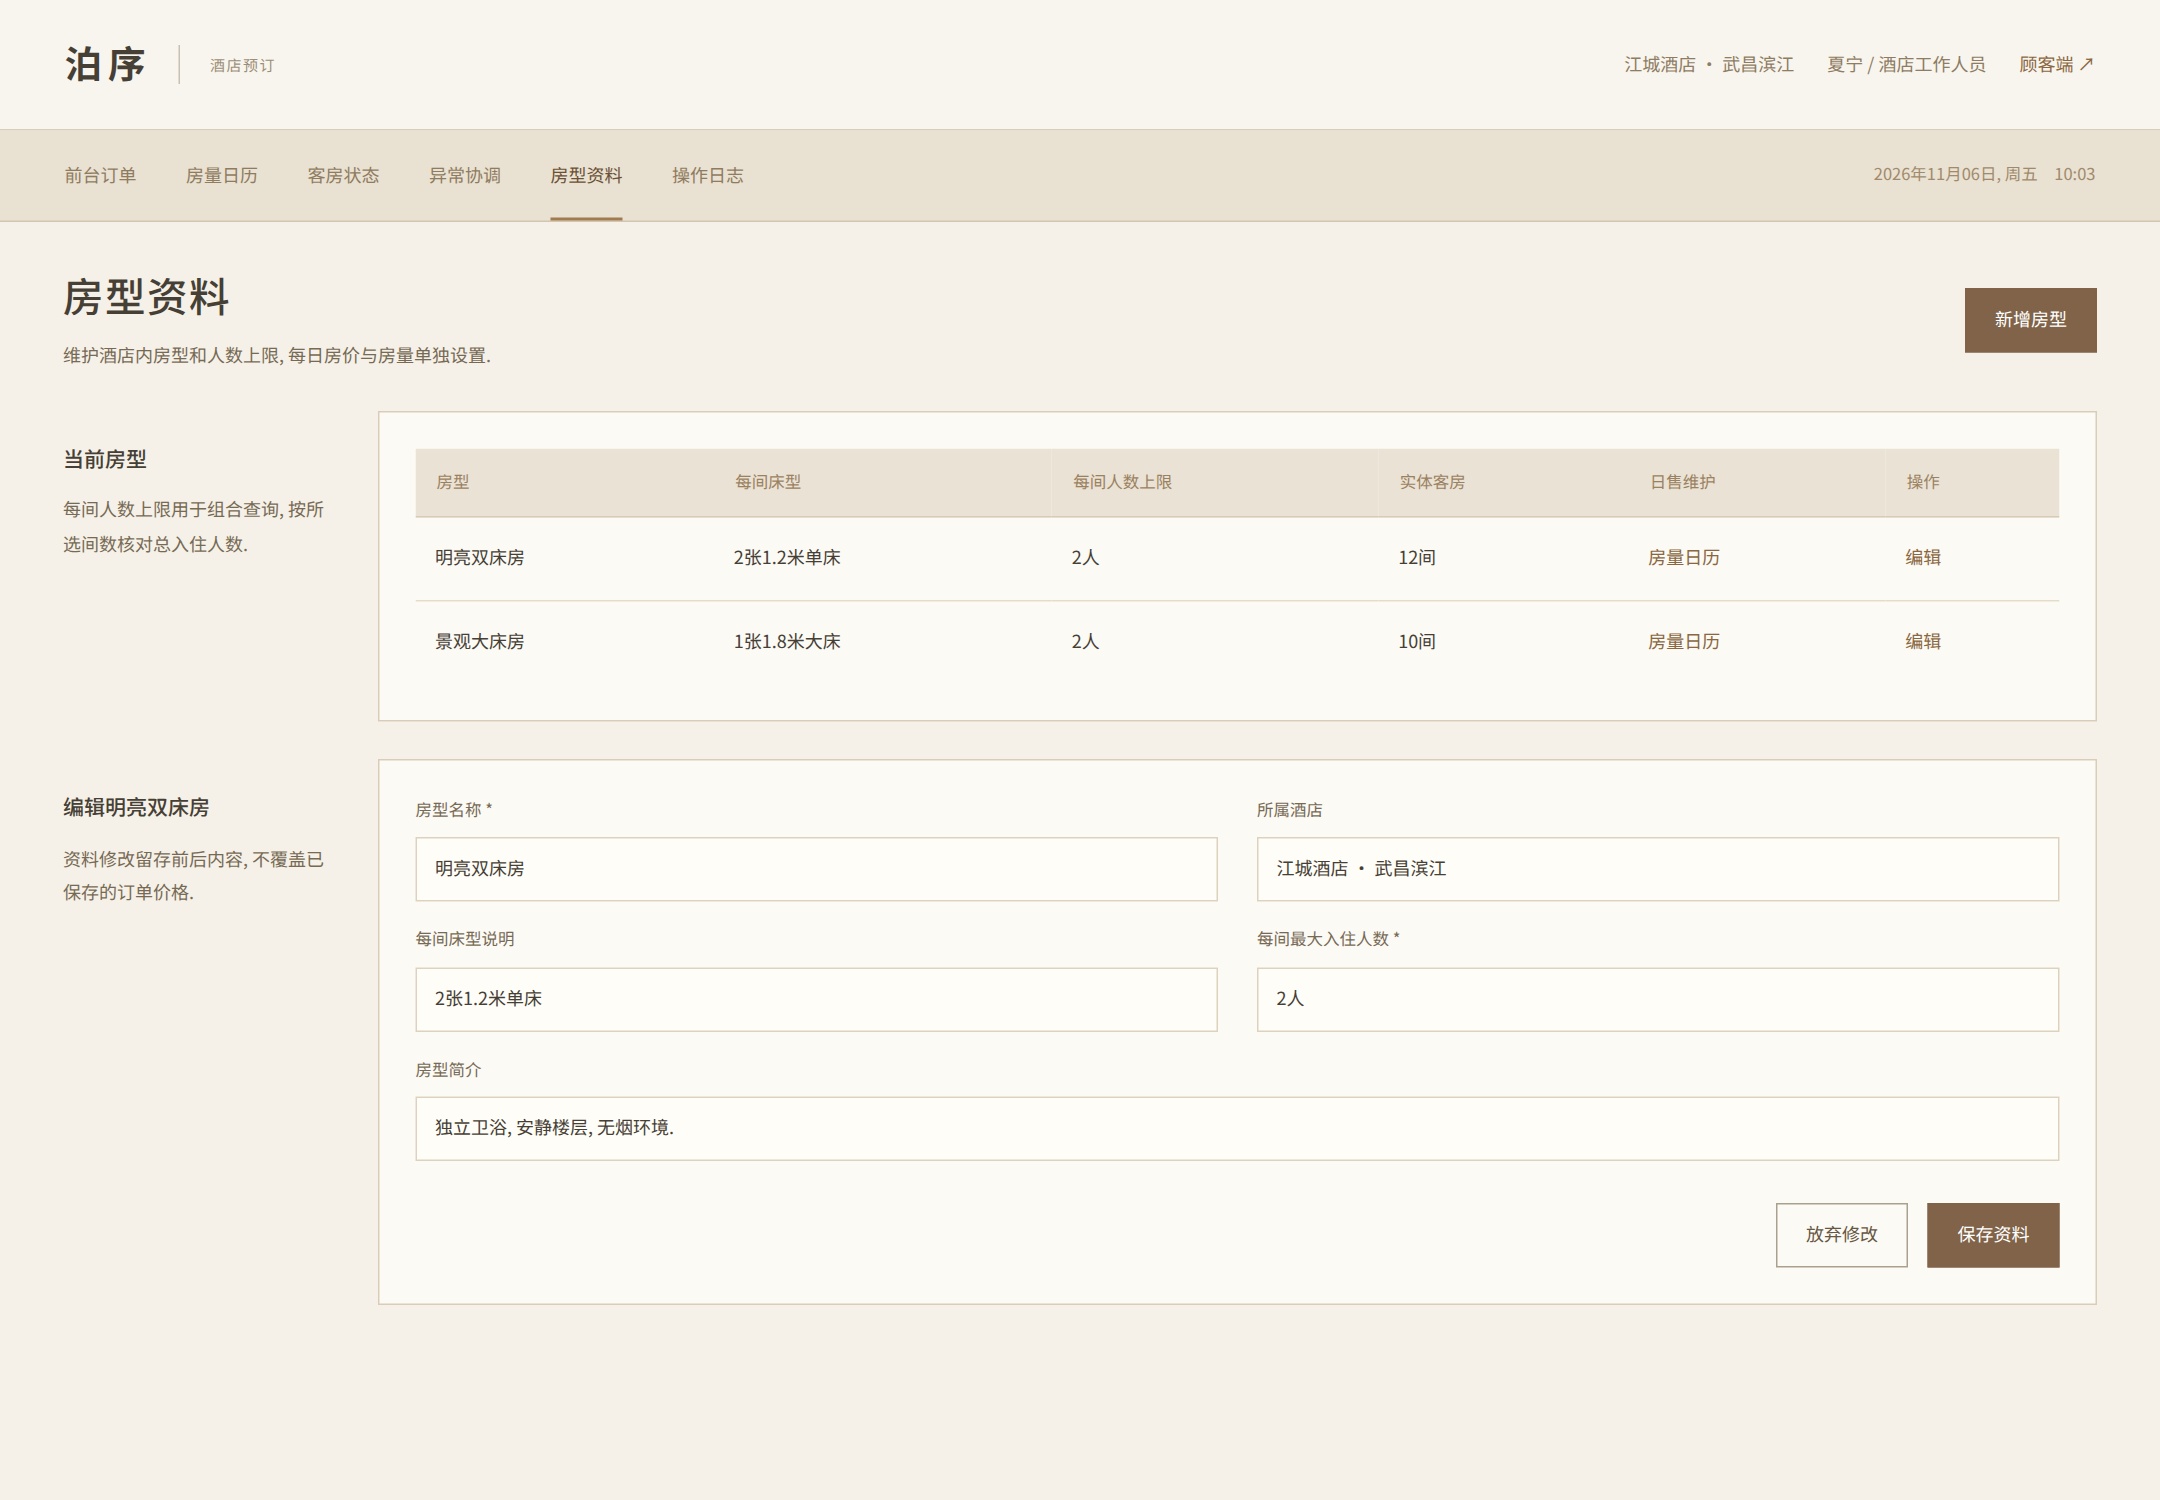 泊序
酒店预订
江城酒店 · 武昌滨江
夏宁 / 酒店工作人员
顾客端 ↗
前台订单
房量日历
客房状态
异常协调
房型资料
操作日志
2026年11月06日, 周五 10:03
房型资料
维护酒店内房型和人数上限, 每日房价与房量单独设置.
新增房型
当前房型
每间人数上限用于组合查询, 按所
选间数核对总入住人数.
房型 每间床型 每间人数上限 实体客房 日售维护 操作
明亮双床房 2张1.2米单床 2人 12间 房量日历 编辑
景观大床房 1张1.8米大床 2人 10间 房量日历 编辑
编辑明亮双床房
资料修改留存前后内容, 不覆盖已
保存的订单价格.
房型名称 *
明亮双床房
所属酒店
江城酒店 · 武昌滨江
每间床型说明
2张1.2米单床
每间最大入住人数 *
2人
房型简介
独立卫浴, 安静楼层, 无烟环境.
放弃修改
保存资料